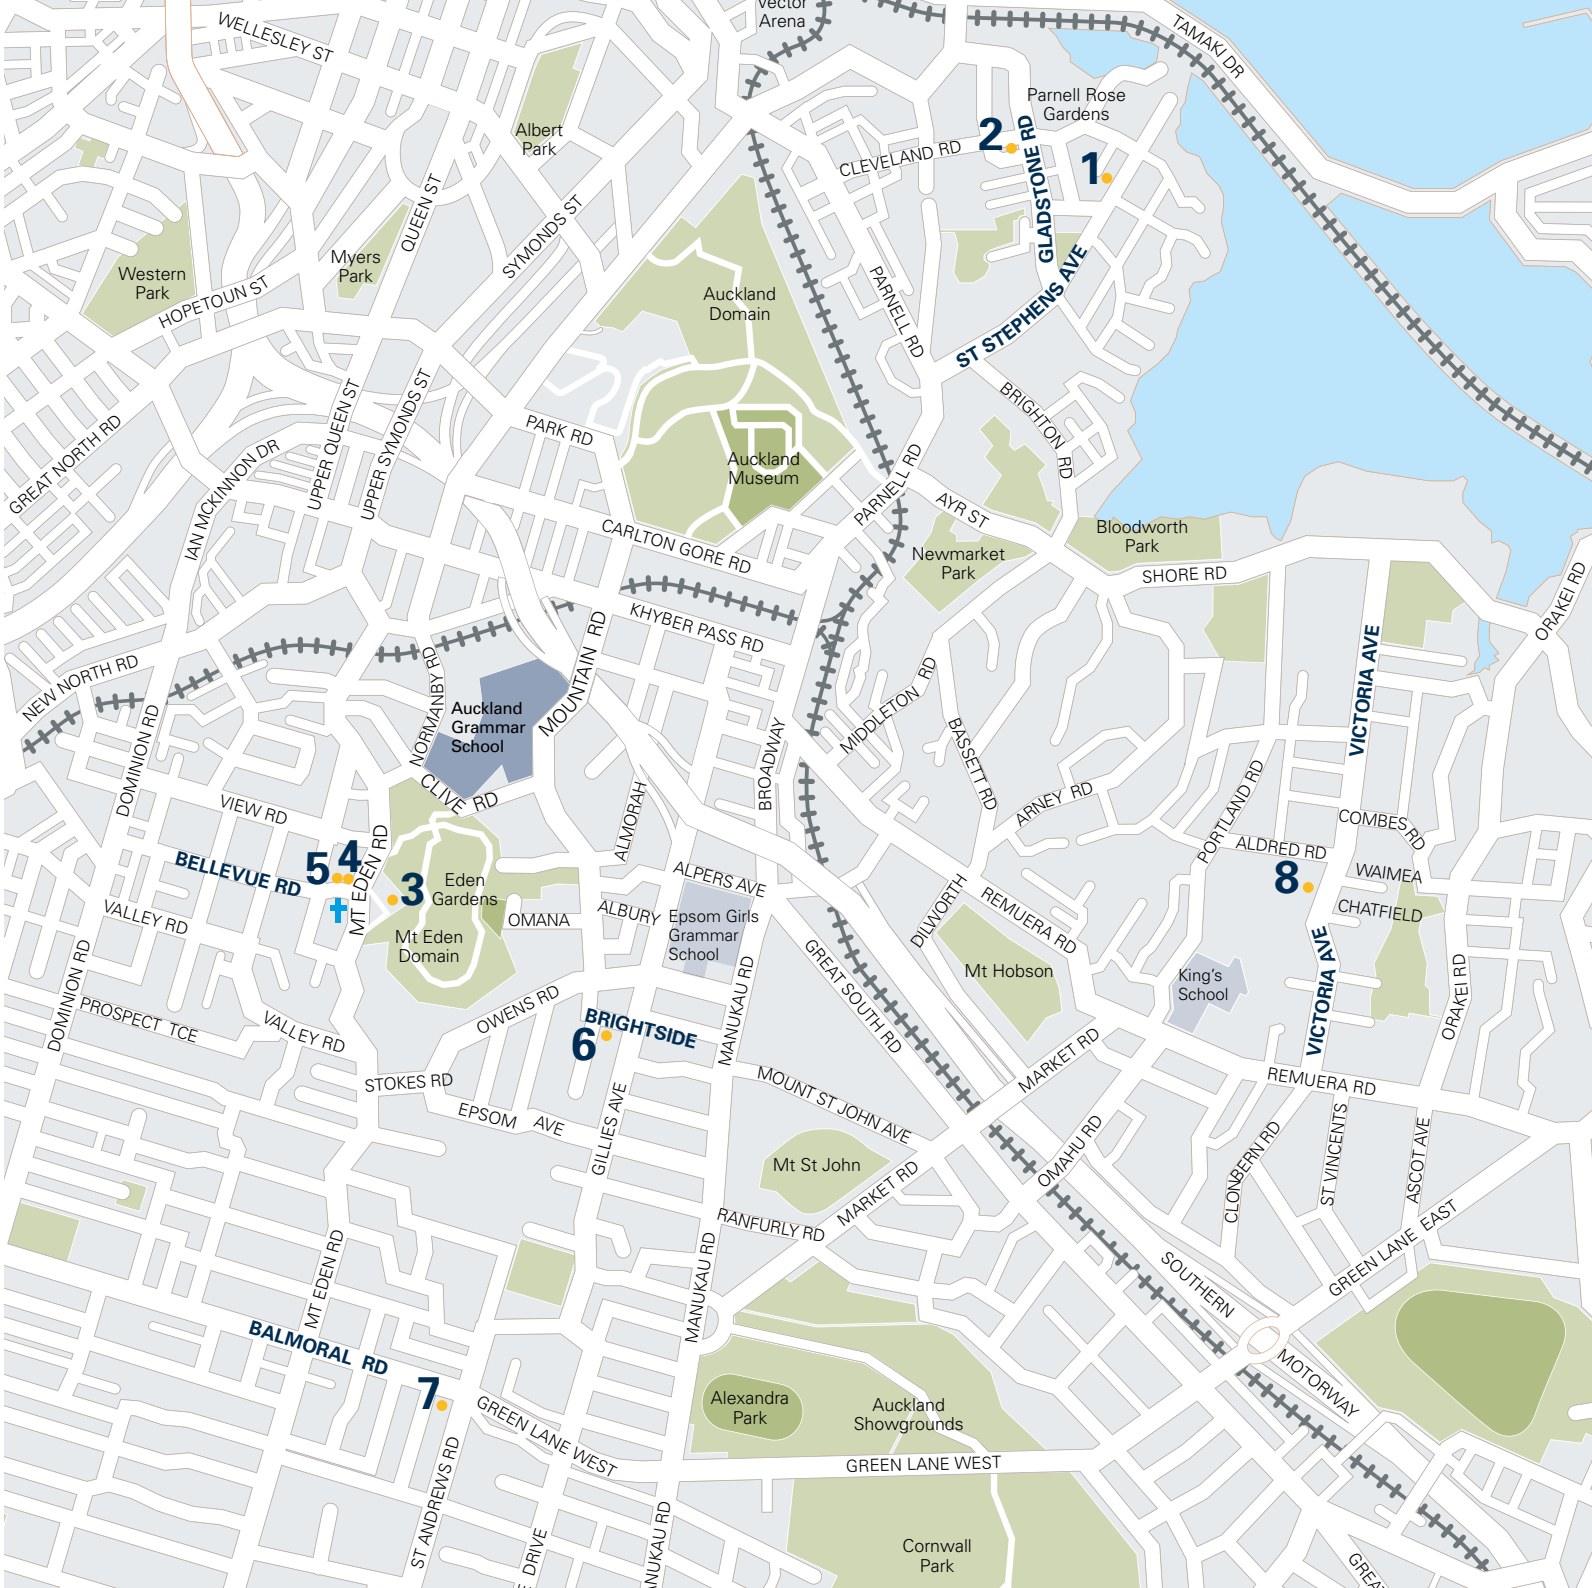 Vector
Arena
TAMAKI DR
WELLESLEY ST
Albert
Park
Parnell Rose
Gardens
2
GLADSTONE RD
1
CLEVELAND RD
QUEEN ST
SYMONDS ST
Myers
Park
Western
Park
HOPETOUN ST
Auckland
Domain
PARNELL RD
ST STEPHENS AVE
BRIGHTON RD
GREAT NORTH RD
IAN MCKINNON DR
UPPER QUEEN ST
UPPER SYMONDS ST
PARK RD
Auckland
Museum
PARNELL RD
AYR ST
CARLTON GORE RD
Newmarket
Park
Bloodworth
Park
SHORE RD
ORAKEI RD
KHYBER PASS RD
MOUNTAIN RD
NEW NORTH RD
NORMANBY RD
Auckland
Grammar
School
MIDDLETON RD
BASSETT RD
VICTORIA AVE
DOMINION RD
BROADWAY
CLIVE RD
VIEW RD
ALMORAH
ARNEY RD
PORTLAND RD
COMBES RD
ALDRED RD
WAIMEA
8
CHATFIELD
BELLEVUE RD
5
4
MT EDEN RD
3
Eden
Gardens
Mt Eden
Domain
OMANA
ALPERS AVE
ALBURY
Epsom Girls
Grammar
School
DILWORTH
REMUERA RD
VALLEY RD
Mt Hobson
King's
School
VICTORIA AVE
ORAKEI RD
DOMINION RD
PROSPECT TCE
VALLEY RD
OWENS RD
BRIGHTSIDE
6
MANUKAU RD
GREAT SOUTH RD
MARKET RD
REMUERA RD
STOKES RD
EPSOM AVE
GILLIES AVE
MOUNT ST JOHN AVE
Mt St John
MARKET RD
OMAHU RD
CLONBERN RD
ST VINCENTS
ASCOT AVE
RANFURLY RD
GREEN LANE EAST
MT EDEN RD
MANUKAU RD
SOUTHERN
MOTORWAY
BALMORAL RD
7
Alexandra
Park
Auckland
Showgrounds
GREEN LANE WEST
GREEN LANE WEST
ST ANDREWS RD
DRIVE
ANUKAU RD
Cornwall
Park
GREA